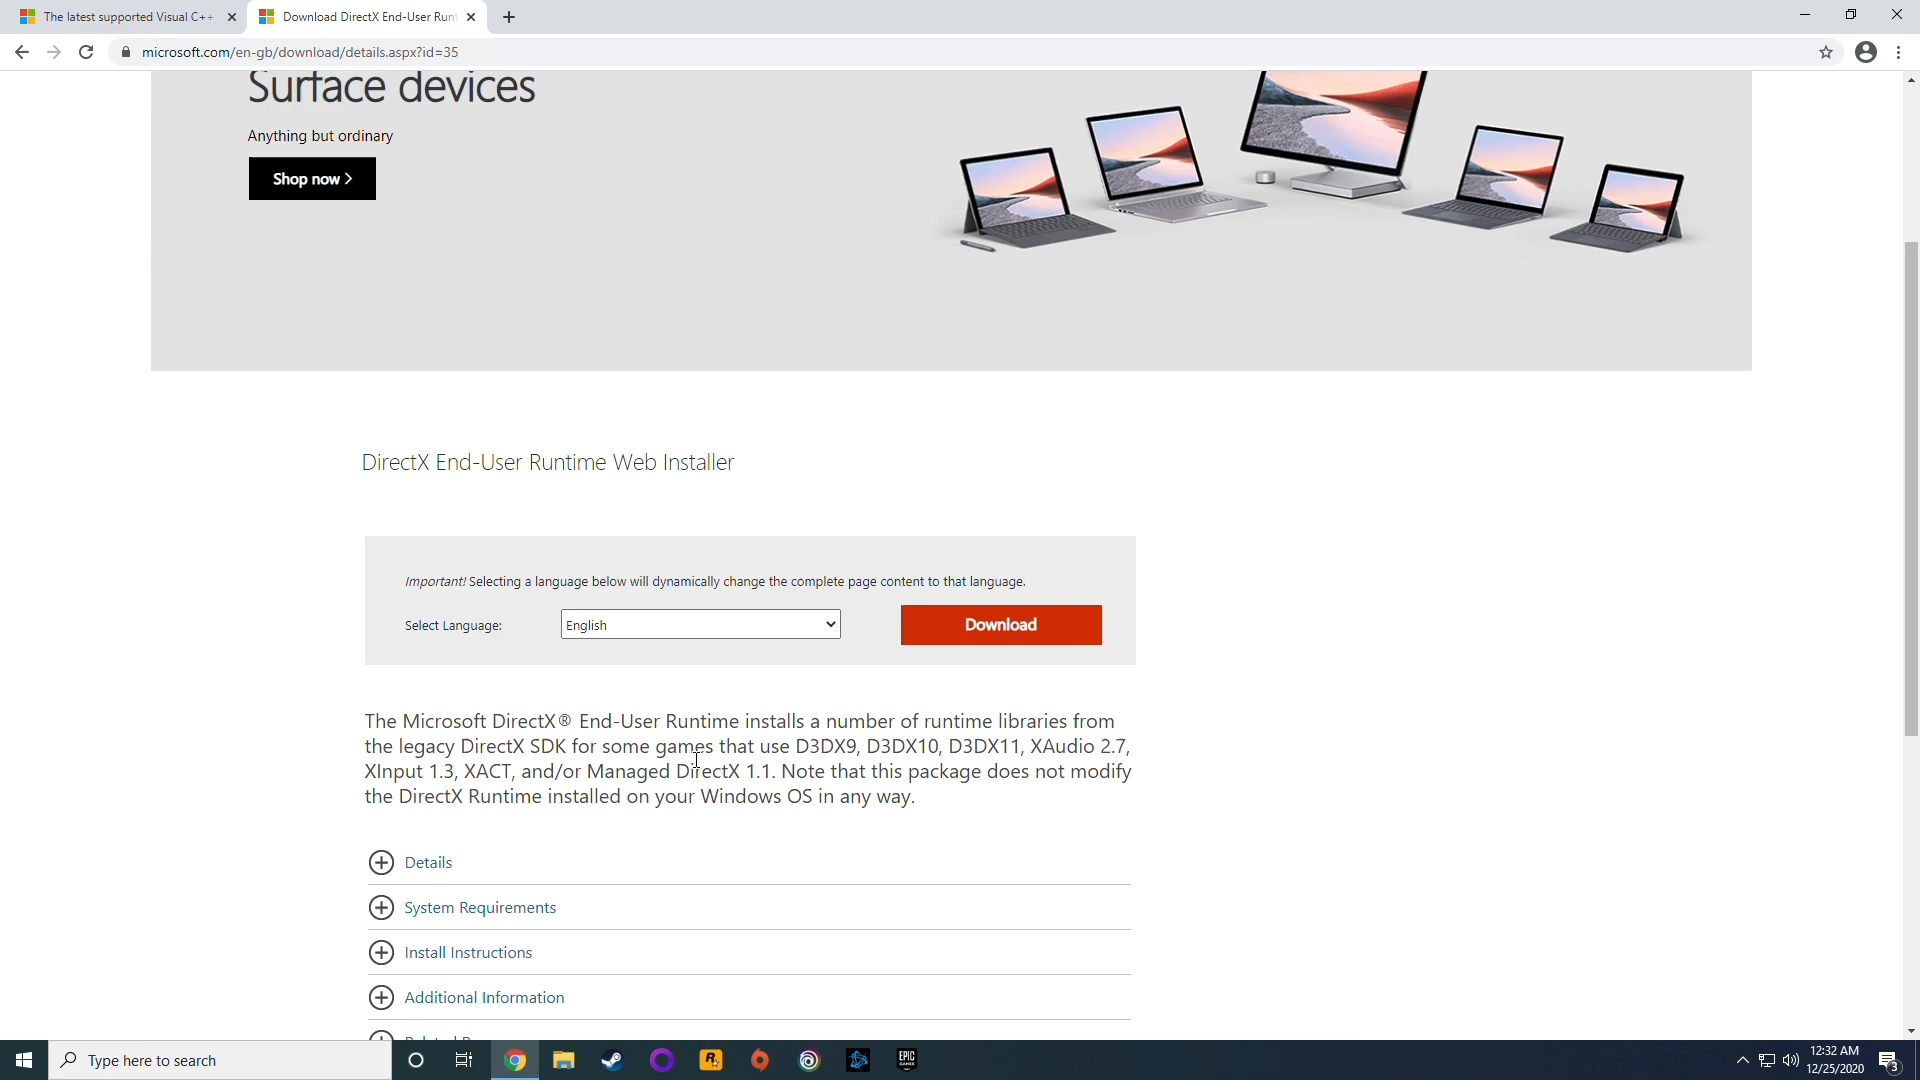 The latest supported Visual C++
Download DirectX End-User Runt
microsoft.com/en-gb/download/details.aspx?id=35
Surface devices
Anything but ordinary
Shop now >
DirectX End-User Runtime Web Installer
Important! Selecting a language below will dynamically change the complete page content to that language.
Select Language:
English
Download
The Microsoft DirectX® End-User Runtime installs a number of runtime libraries from
the legacy DirectX SDK for some games that use D3DX9, D3DX10, D3DX11, XAudio 2.7,
XInput 1.3, XACT, and/or Managed DirectX 1.1. Note that this package does not modify
the DirectX Runtime installed on your Windows OS in any way.
Details
System Requirements
Install Instructions
Additional Information
Type here to search
R
EPIC
GAMES
12:32 AM
12/25/2020
3